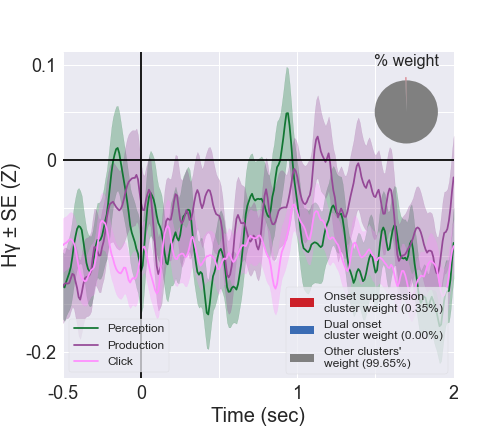 % weight
0.1
0
-0.2
Hγ ± SE (Z)
Perception
Production
Click
Onset suppression
cluster weight (0.35%)
Dual onset
cluster weight (0.00%)
Other clusters'
weight (99.65%)
-0.5
0
1
2
Time (sec)